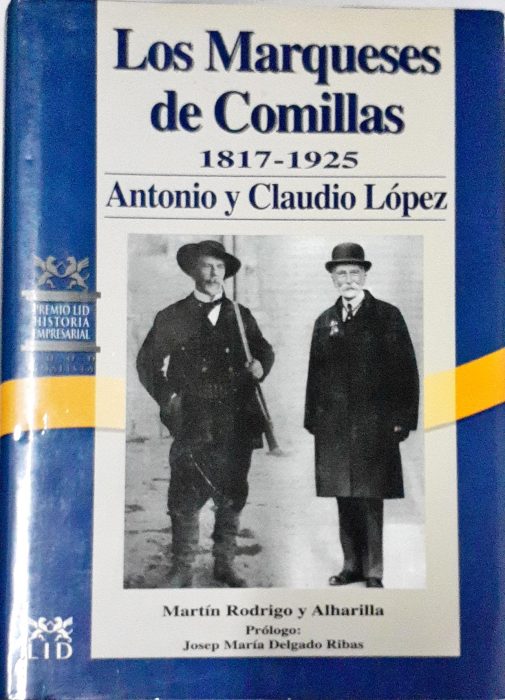 Los Marqueses
de Comillas
1817-1925
Antonio y Claudio López
PREMIO LID
HISTORIA
EMPRESARIAL
Martín Rodrigo y Alharilla
Prólogo:
Josep María Delgado Ribas
LID